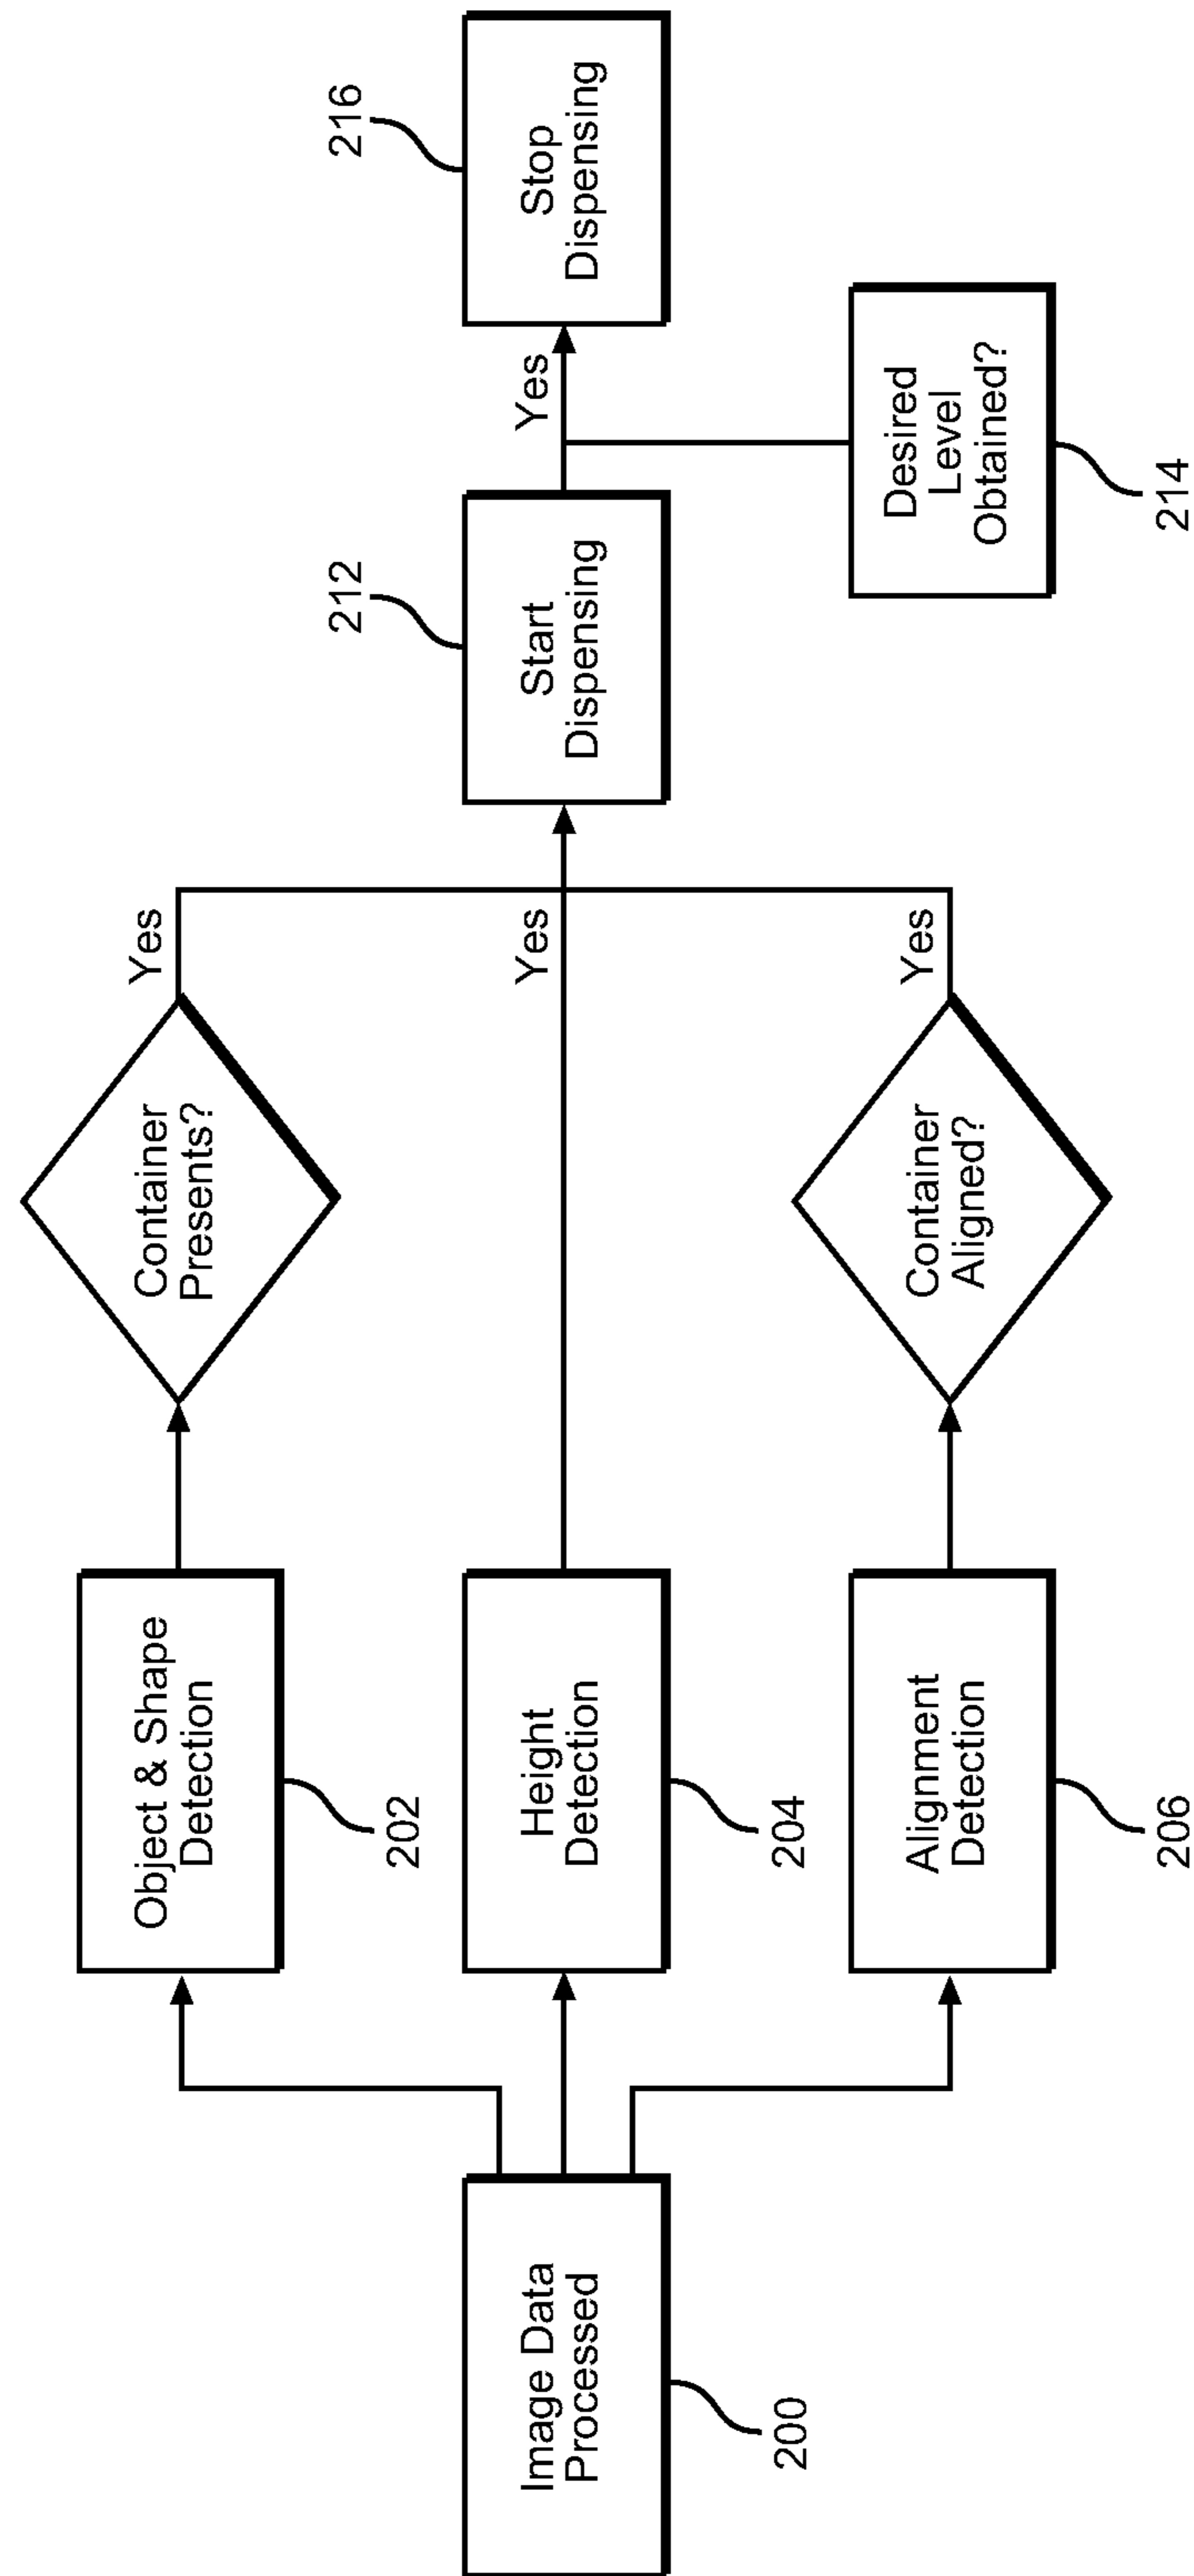 Image Data
Processed
200
Object & Shape
Detection
202
Height
Detection
204
Alignment
Detection
206
Container
Presents?
Yes
Yes
Container
Aligned?
Yes
Start
Dispensing
212
Yes
Desired
Level
Obtained?
214
Stop
Dispensing
216